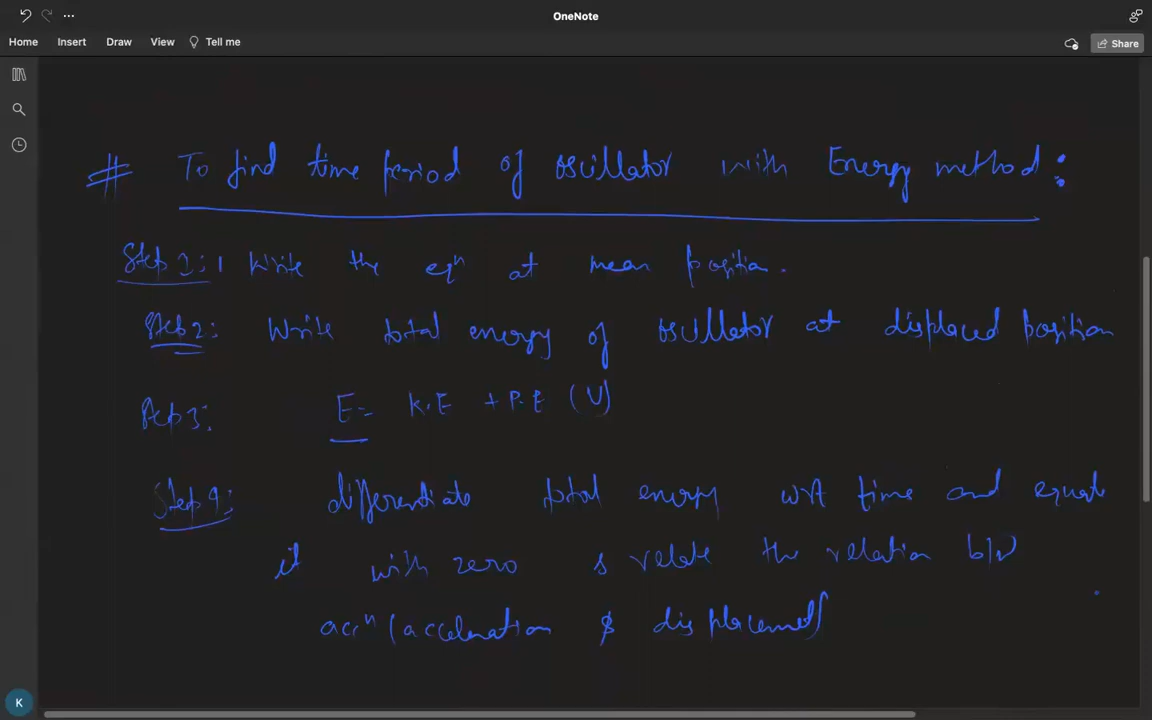 OneNote
Home Insert Draw View Tell me
Share
# To find time period of oscillator with Energy method:
Step 1: Write the eqⁿ at mean position.
Step 2: Write total energy of oscillator at displaced position
Step 3: E = K.E + P.E (U)
Step 4: differentiate total energy wrt time and equate
it with zero & relate the relation b/w
accⁿ (acceleration & displacement
K